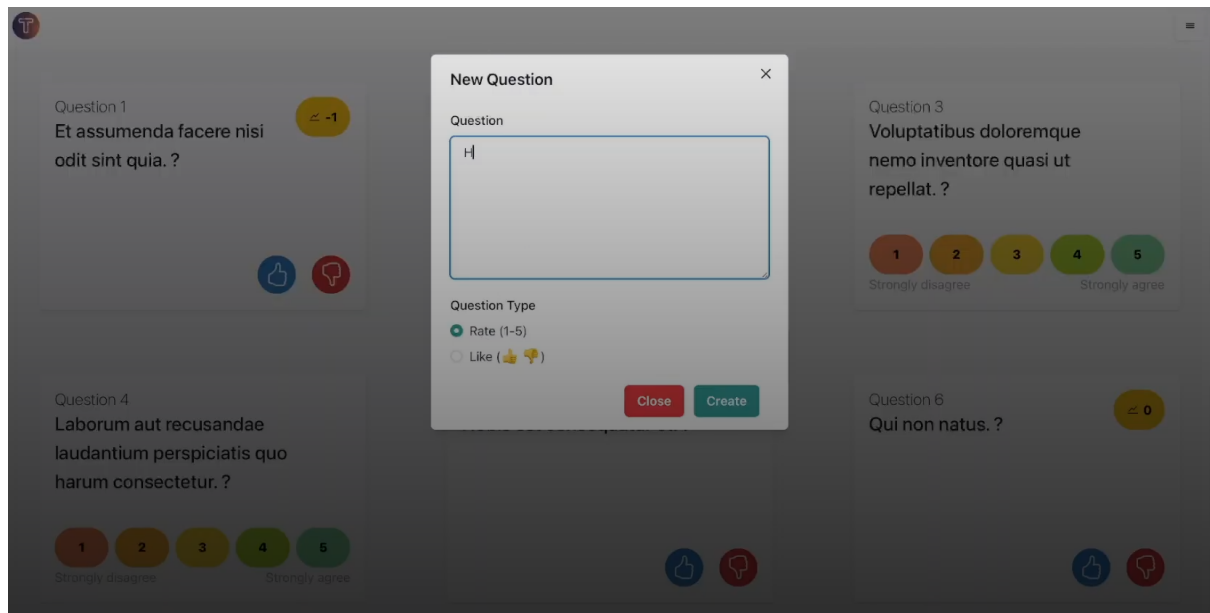 T
New Question
Question
H
Question Type
Rate (1-5)
Like (👍 👎)
Close
Create
Question 1
-1
Et assumenda facere nisi
odit sint quia. ?
Question 3
Voluptatibus doloremque
nemo inventore quasi ut
repellat. ?
1 2 3 4 5
Strongly disagree Strongly agree
Question 4
Laborum aut recusandae
laudantium perspiciatis quo
harum consectetur. ?
1 2 3 4 5
Strongly disagree Strongly agree
Question 6
0
Qui non natus. ?